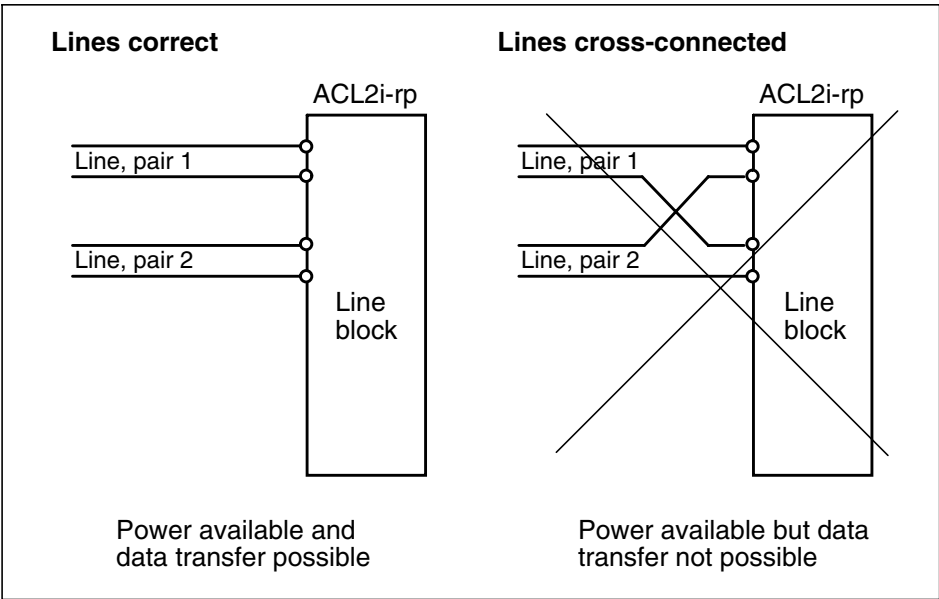 Lines correct
ACL2i-rp
Line, pair 1
Line, pair 2
Line
block
Power available and
data transfer possible
Lines cross-connected
ACL2i-rp
Line, pair 1
Line, pair 2
Line
block
Power available but data
transfer not possible